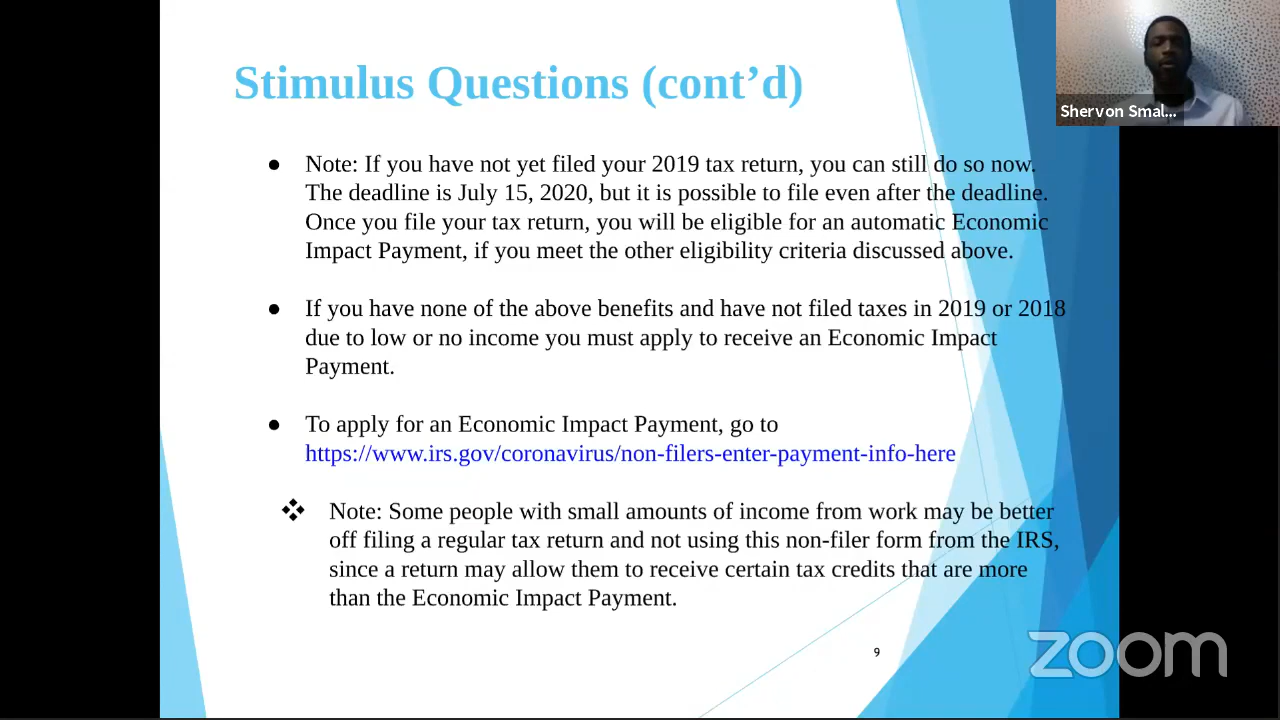 Stimulus Questions (cont’d)
Shervon Smal...
● Note: If you have not yet filed your 2019 tax return, you can still do so now.
The deadline is July 15, 2020, but it is possible to file even after the deadline.
Once you file your tax return, you will be eligible for an automatic Economic
Impact Payment, if you meet the other eligibility criteria discussed above.
● If you have none of the above benefits and have not filed taxes in 2019 or 2018
due to low or no income you must apply to receive an Economic Impact
Payment.
● To apply for an Economic Impact Payment, go to
https://www.irs.gov/coronavirus/non-filers-enter-payment-info-here
❖ Note: Some people with small amounts of income from work may be better
off filing a regular tax return and not using this non-filer form from the IRS,
since a return may allow them to receive certain tax credits that are more
than the Economic Impact Payment.
9
zoom